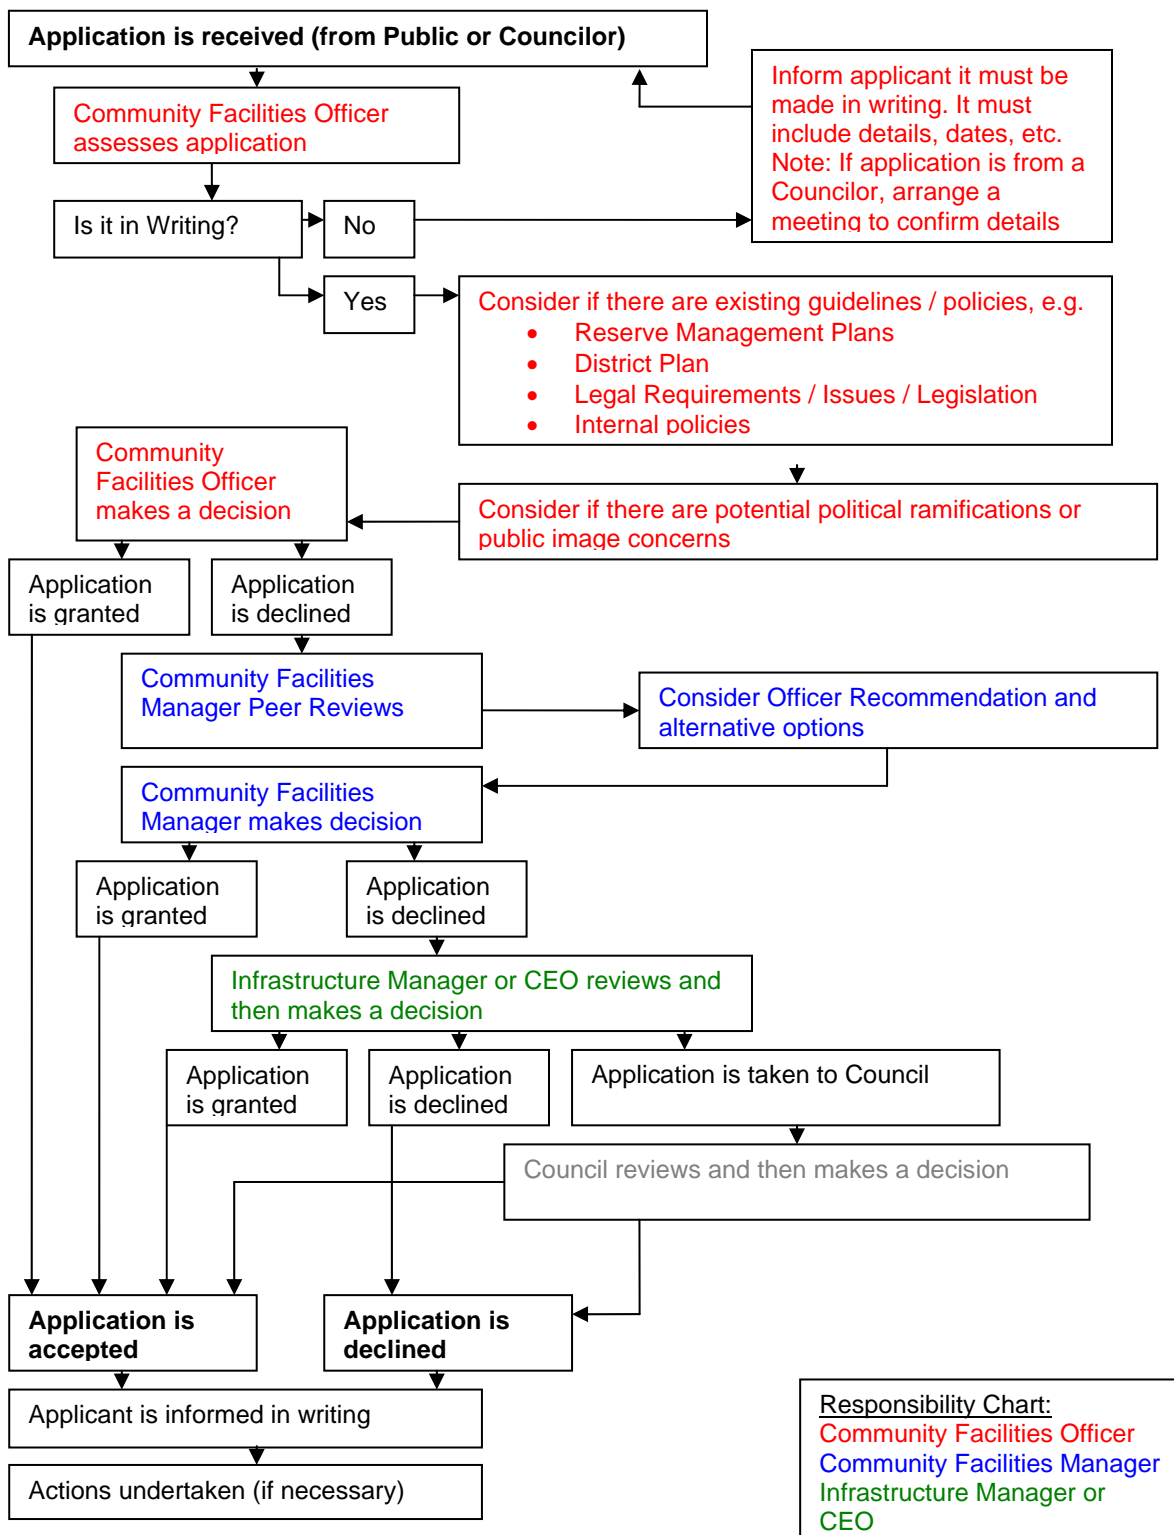 Application is received (from Public or Councilor)
Inform applicant it must be
made in writing. It must
include details, dates, etc.
Note: If application is from a
Councilor, arrange a
meeting to confirm details
Community Facilities Officer
assesses application
Is it in Writing?
No
Yes
Consider if there are existing guidelines / policies, e.g.
• Reserve Management Plans
• District Plan
• Legal Requirements / Issues / Legislation
• Internal policies
Community
Facilities Officer
makes a decision
Consider if there are potential political ramifications or
public image concerns
Application
is granted
Application
is declined
Community Facilities
Manager Peer Reviews
Consider Officer Recommendation and
alternative options
Community Facilities
Manager makes decision
Application
is granted
Application
is declined
Infrastructure Manager or CEO reviews and
then makes a decision
Application
is granted
Application
is declined
Application is taken to Council
Council reviews and then makes a decision
Application is
accepted
Application is
declined
Applicant is informed in writing
Actions undertaken (if necessary)
Responsibility Chart:
Community Facilities Officer
Community Facilities Manager
Infrastructure Manager or
CEO